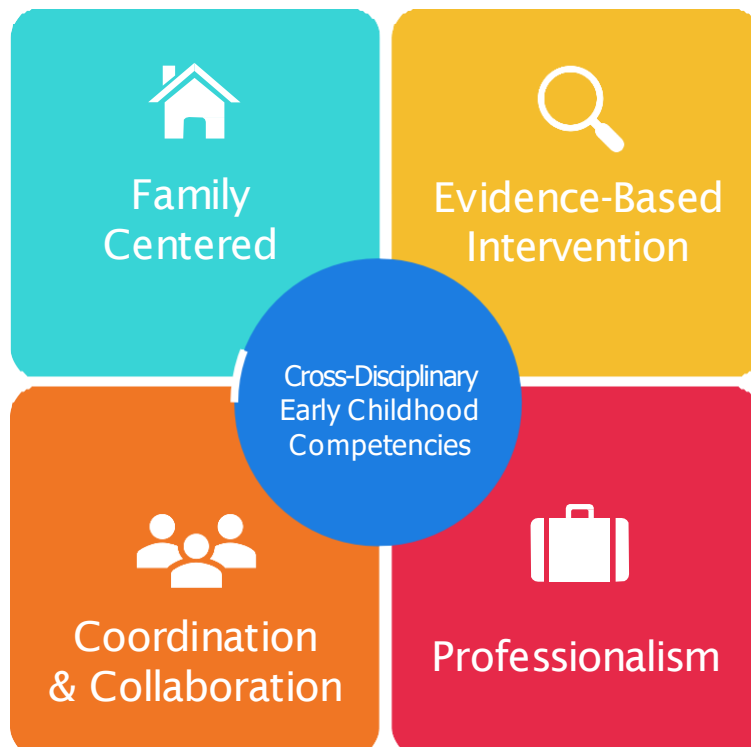 Family
Centered
Evidence-Based
Intervention
Cross-Disciplinary
Early Childhood
Competencies
Coordination
& Collaboration
Professionalism